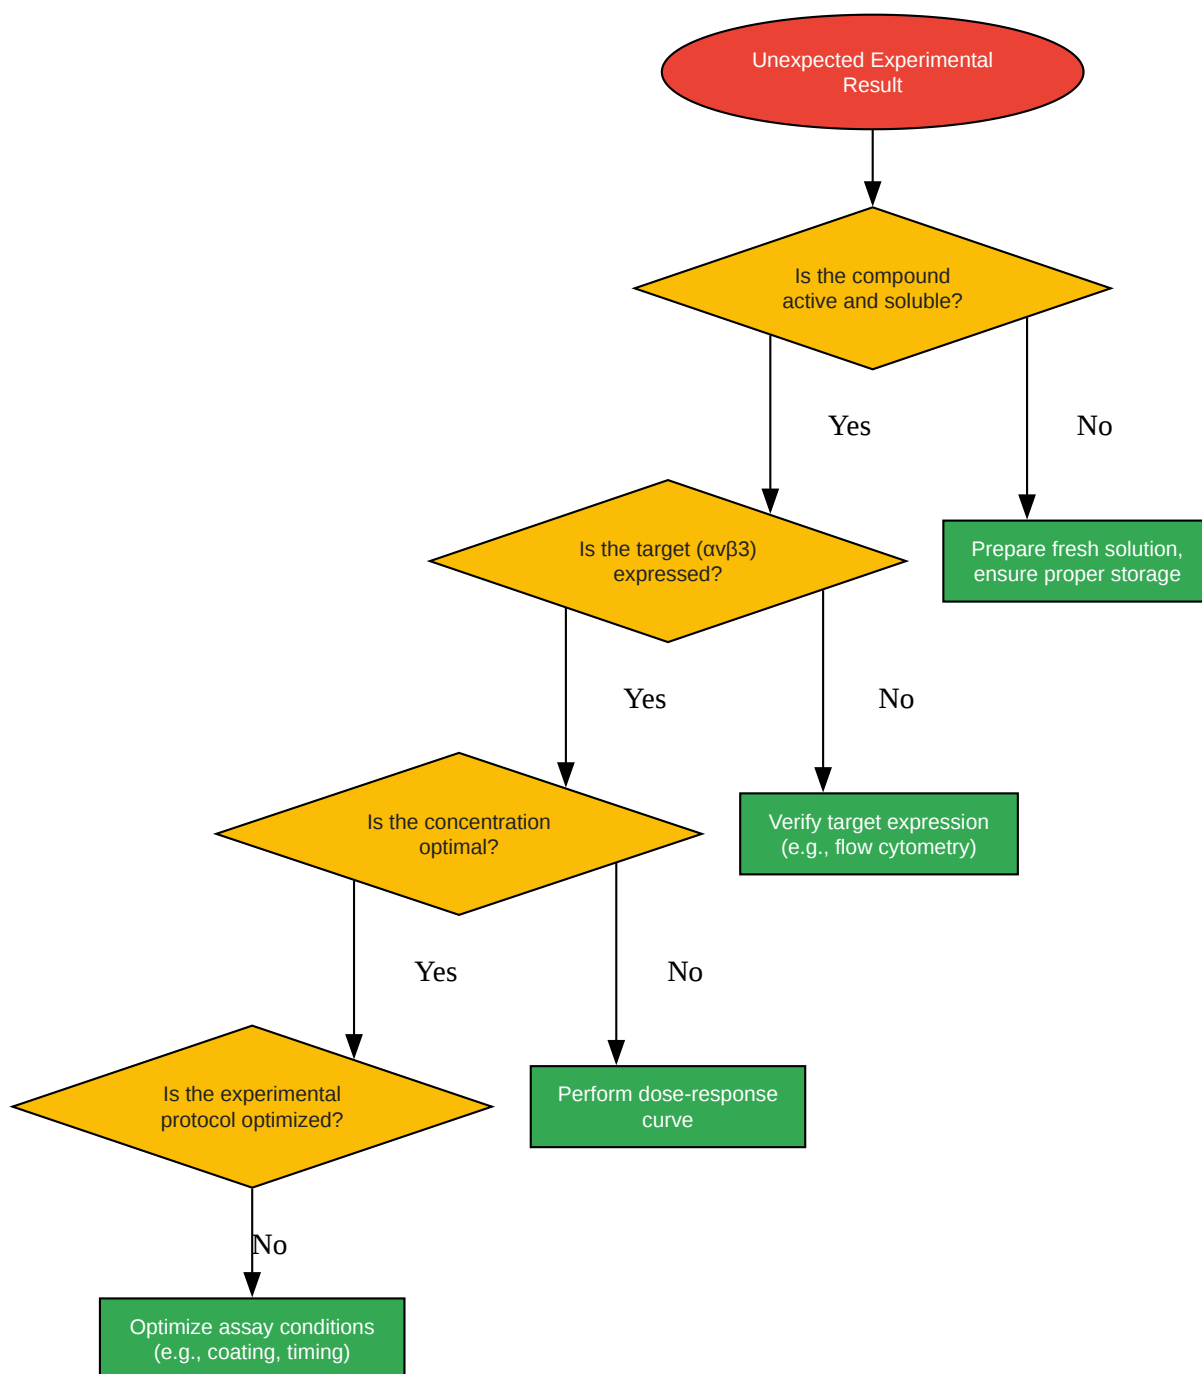 Unexpected Experimental
Result
Is the compound
active and soluble?
Yes
No
Is the target (αvβ3)
expressed?
Prepare fresh solution,
ensure proper storage
Yes
No
Is the concentration
optimal?
Verify target expression
(e.g., flow cytometry)
Yes
No
Is the experimental
protocol optimized?
Perform dose-response
curve
No
Optimize assay conditions
(e.g., coating, timing)